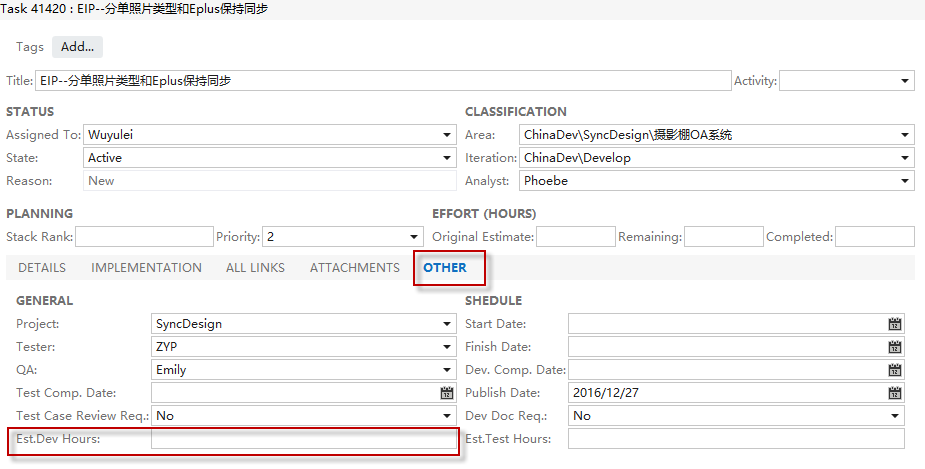 Task 41420 : EIP--分单照片类型和Eplus保持同步
Tags Add...
Title: EIP--分单照片类型和Eplus保持同步 Activity:
STATUS CLASSIFICATION
Assigned To: Wuyulei Area: ChinaDev\SyncDesign\摄影棚OA系统
State: Active Iteration: ChinaDev\Develop
Reason: New Analyst: Phoebe
PLANNING EFFORT (HOURS)
Stack Rank: Priority: 2 Original Estimate: Remaining: Completed:
DETAILS IMPLEMENTATION ALL LINKS ATTACHMENTS OTHER
GENERAL SHEDULE
Project: SyncDesign Start Date:
Tester: ZYP Finish Date:
QA: Emily Dev. Comp. Date:
Test Comp. Date: Publish Date: 2016/12/27
Test Case Review Req.: No Dev Doc Req.: No
Est.Dev Hours: Est.Test Hours: